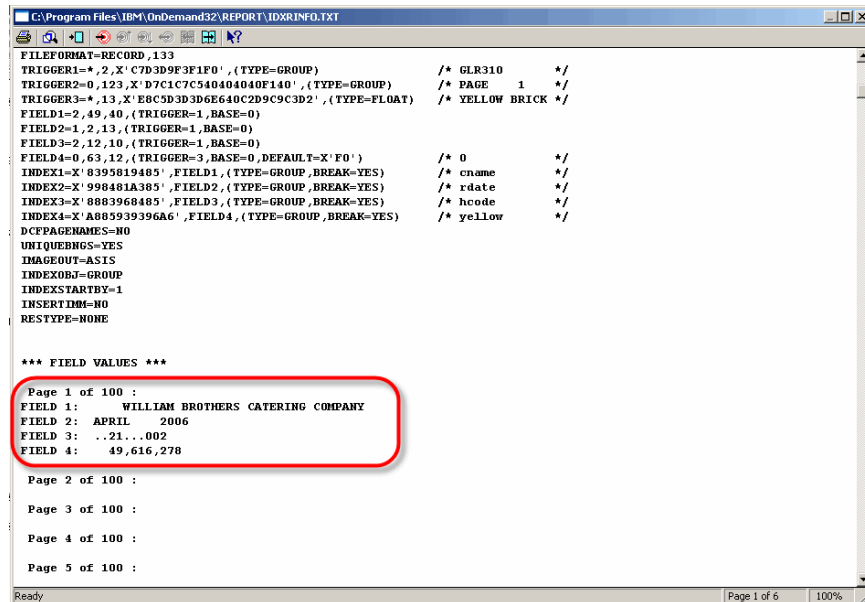 C:\Program Files\IBM\OnDemand32\REPORT\IDXRINFO.TXT
FILEFORMAT=RECORD,133
TRIGGER1=*,2,X'C7D3D9F3F1F0',(TYPE=GROUP) /* GLR310 */
TRIGGER2=0,123,X'D7C1C7C540404040F140',(TYPE=GROUP) /* PAGE 1 */
TRIGGER3=*,13,X'E8C5D3D3D6E640C2D9C9C3D2',(TYPE=FLOAT) /* YELLOW BRICK */
FIELD1=2,49,40,(TRIGGER=1,BASE=0)
FIELD2=1,2,13,(TRIGGER=1,BASE=0)
FIELD3=2,12,10,(TRIGGER=1,BASE=0)
FIELD4=0,63,12,(TRIGGER=3,BASE=0,DEFAULT=X'F0') /* 0 */
INDEX1=X'8395819485',FIELD1,(TYPE=GROUP,BREAK=YES) /* cname */
INDEX2=X'998481A385',FIELD2,(TYPE=GROUP,BREAK=YES) /* rdate */
INDEX3=X'8883968485',FIELD3,(TYPE=GROUP,BREAK=YES) /* hcode */
INDEX4=X'A885939396A6',FIELD4,(TYPE=GROUP,BREAK=YES) /* yellow */
DCFPAGENAMES=NO
UNIQUEBNGS=YES
IMAGEOUT=ASIS
INDEXOBJ=GROUP
INDEXSTARTBY=1
INSERTIMM=NO
RESTYPE=NONE
*** FIELD VALUES ***
Page 1 of 100 :
FIELD 1: WILLIAM BROTHERS CATERING COMPANY
FIELD 2: APRIL 2006
FIELD 3: ..21...002
FIELD 4: 49,616,278
Page 2 of 100 :
Page 3 of 100 :
Page 4 of 100 :
Page 5 of 100 :
Ready Page 1 of 6 100%